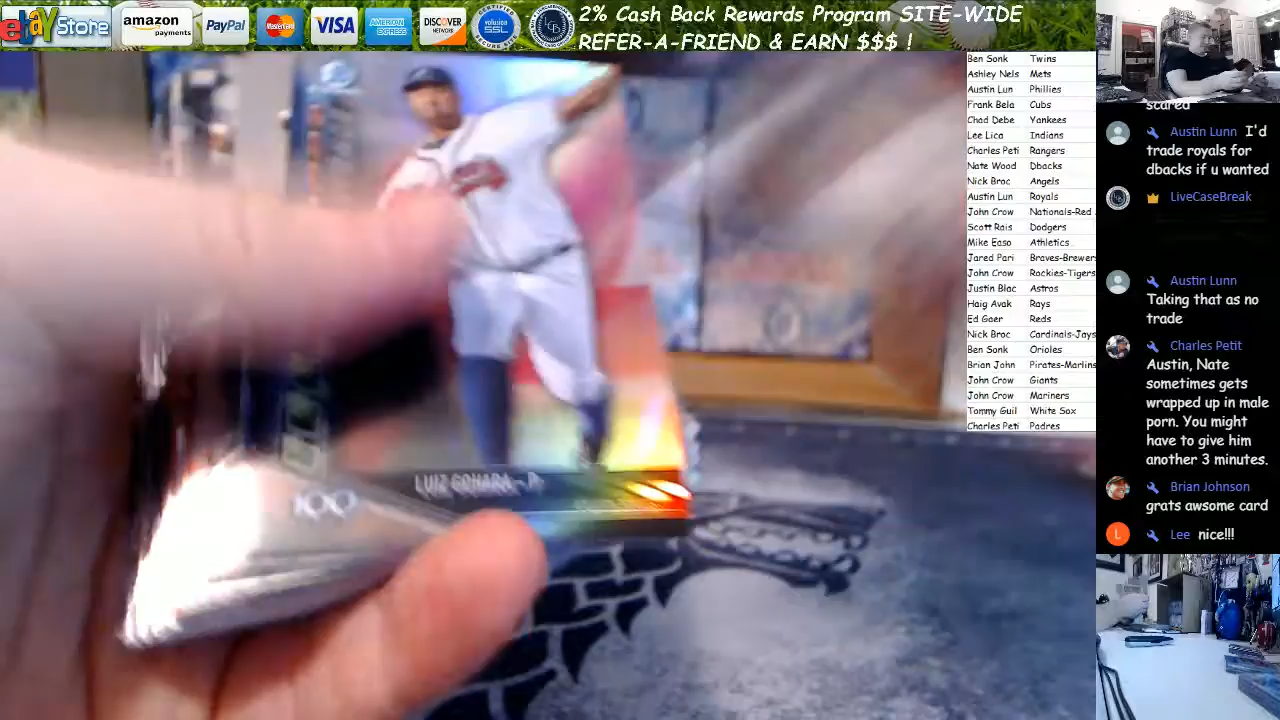 ebay Store
amazon
payments
PayPal
MasterCard
VISA
AMERICAN
EXPRESS
DISCOVER
NETWORK
CERTIFIED
volusion
SSL
SECURE
2% Cash Back Rewards Program SITE-WIDE
REFER-A-FRIEND & EARN $$$ !
Ben Sonk Twins
Ashley Nels Mets
Austin Lun Phillies
Frank Bela Cubs
Chad Debe Yankees
Lee Lica Indians
Charles Peti Rangers
Nate Wood Dbacks
Nick Broc Angels
Austin Lun Royals
John Crow Nationals-Red
Scott Rais Dodgers
Mike Easo Athletics
Jared Pari Braves-Brewers
John Crow Rockies-Tigers
Justin Blac Astros
Haig Avak Rays
Ed Gaer Reds
Nick Broc Cardinals-Jays
Ben Sonk Orioles
Brian John Pirates-Marlins
John Crow Giants
John Crow Mariners
Tommy Guil White Sox
Charles Peti Padres
scared
Austin Lunn I'd
trade royals for
dbacks if u wanted
LiveCaseBreak
Austin Lunn
Taking that as no
trade
Charles Petit
Austin, Nate
sometimes gets
wrapped up in male
porn. You might
have to give him
another 3 minutes.
Brian Johnson
grats awsome card
L Lee nice!!!
LUIZ GOHARA - P
100